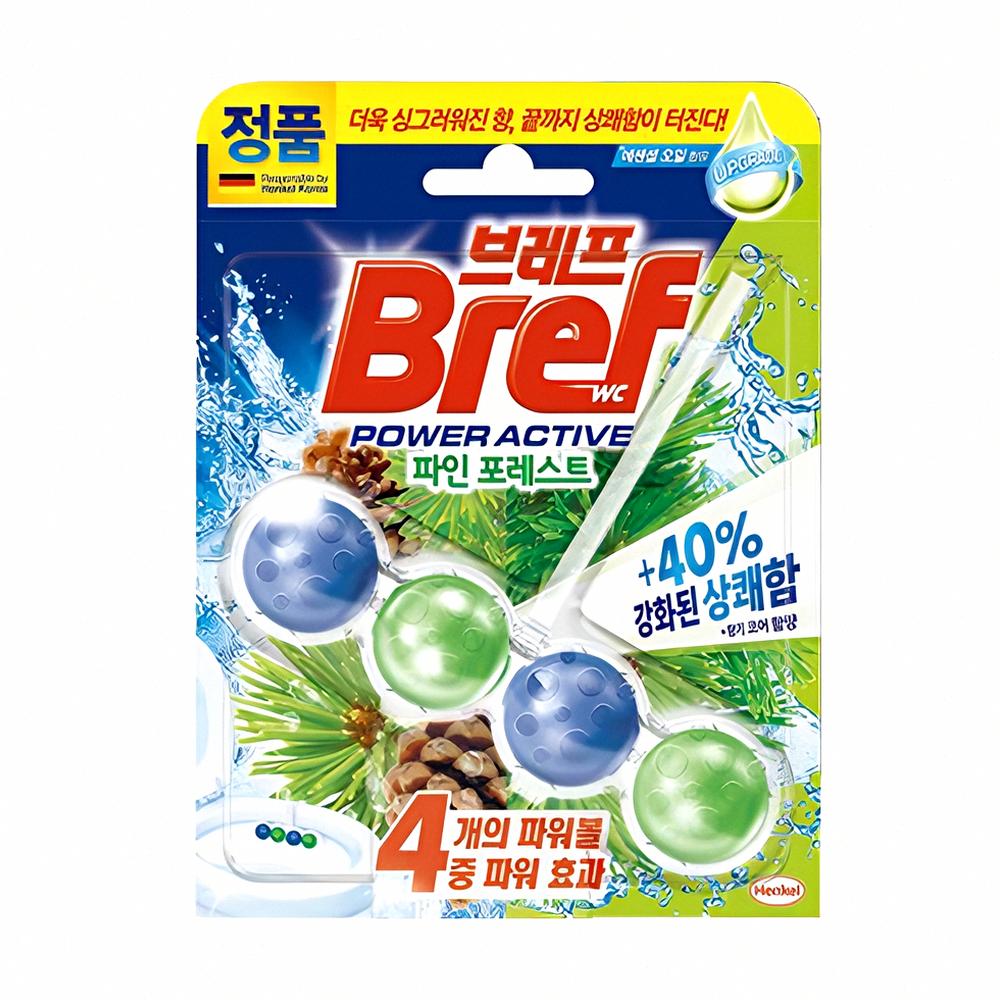 정품
더욱 싱그러워진 향, 끝까지 상쾌함이 터진다!
UPGRADE
브레프
Bref
WC
POWER ACTIVE
파인 포레스트
+40%
강화된 상쾌함
4개의 파워볼
4중 파워 효과
Henkel